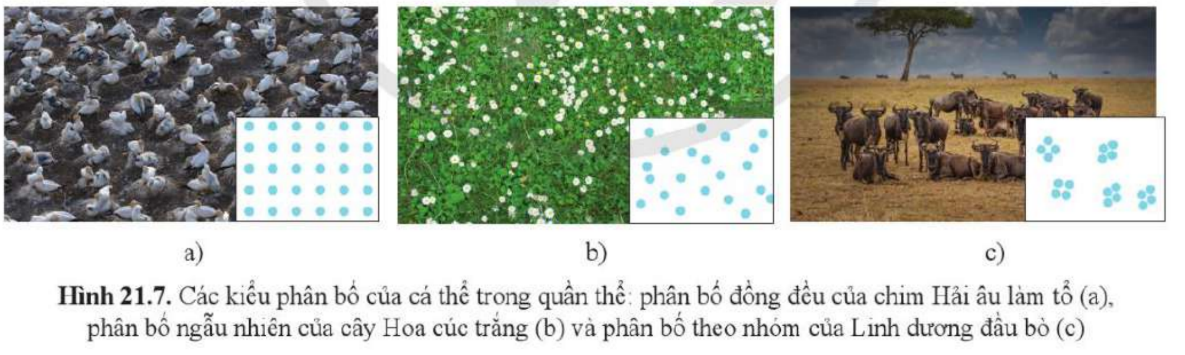 a)
b)
c)
Hình 21.7. Các kiểu phân bố của cá thể trong quần thể: phân bố đồng đều của chim Hải âu làm tổ (a),
phân bố ngẫu nhiên của cây Hoa cúc trắng (b) và phân bố theo nhóm của Linh dương đầu bò (c)